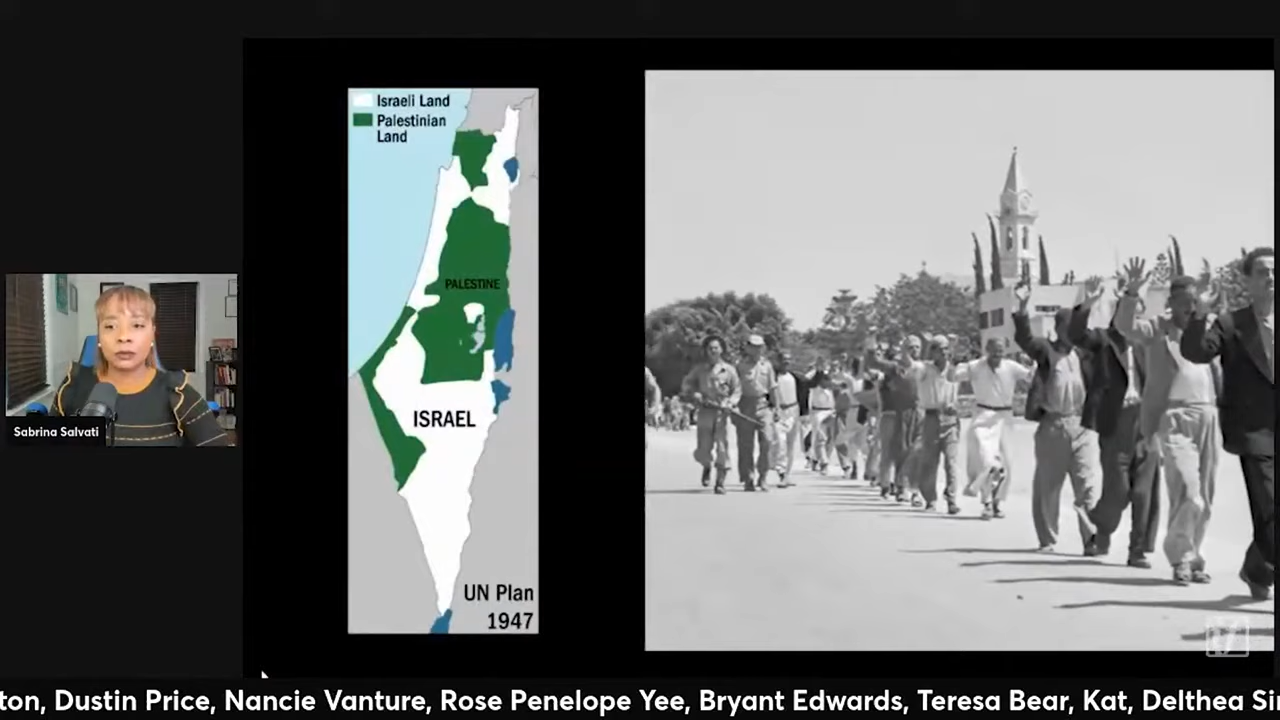 Israeli Land
Palestinian
Land
PALESTINE
ISRAEL
UN Plan
1947
Sabrina Salvati
ton, Dustin Price, Nancie Vanture, Rose Penelope Yee, Bryant Edwards, Teresa Bear, Kat, Delthea Si